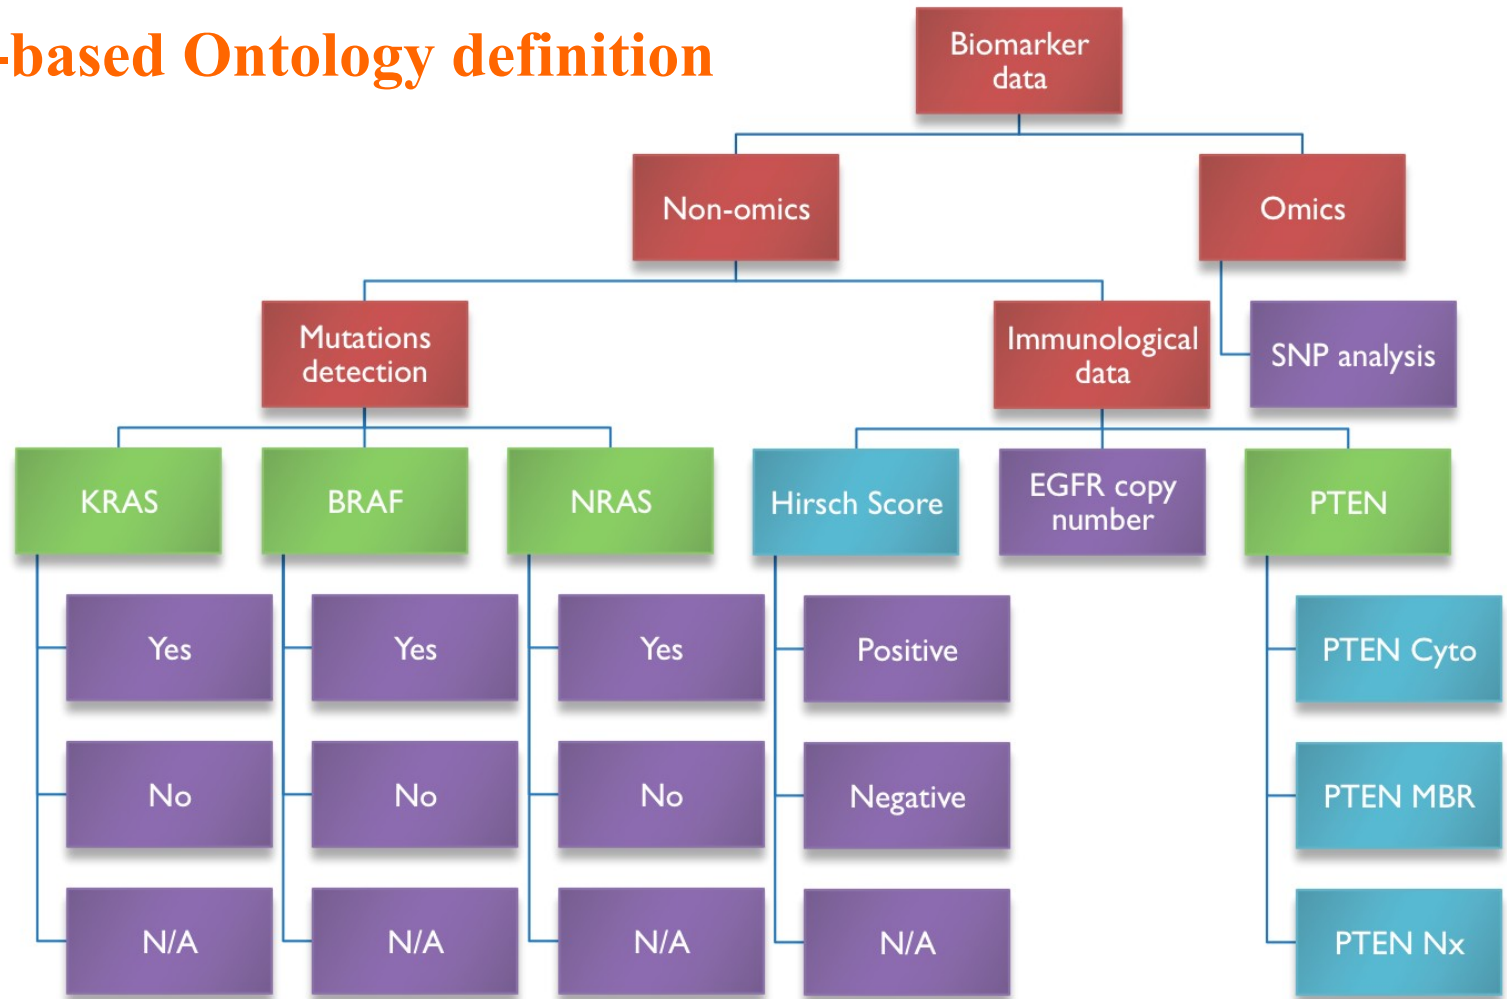 -based Ontology definition
Biomarker
data
Non-omics
Omics
Mutations
detection
Immunological
data
SNP analysis
KRAS
BRAF
NRAS
Hirsch Score
EGFR copy
number
PTEN
Yes
Yes
Yes
Positive
PTEN Cyto
No
No
No
Negative
PTEN MBR
N/A
N/A
N/A
N/A
PTEN Nx